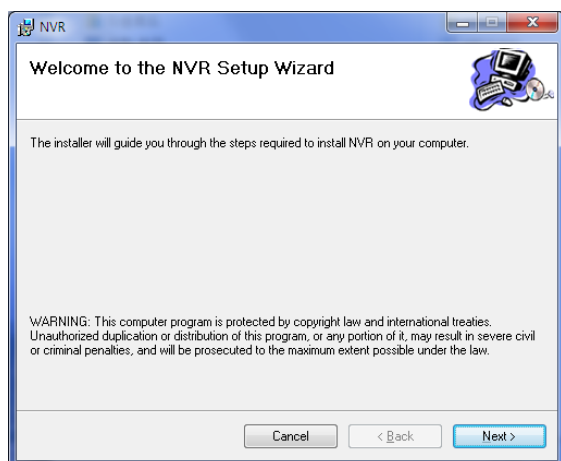 NVR
Welcome to the NVR Setup Wizard
The installer will guide you through the steps required to install NVR on your computer.
WARNING: This computer program is protected by copyright law and international treaties.
Unauthorized duplication or distribution of this program, or any portion of it, may result in severe civil
or criminal penalties, and will be prosecuted to the maximum extent possible under the law.
Cancel
< Back
Next >